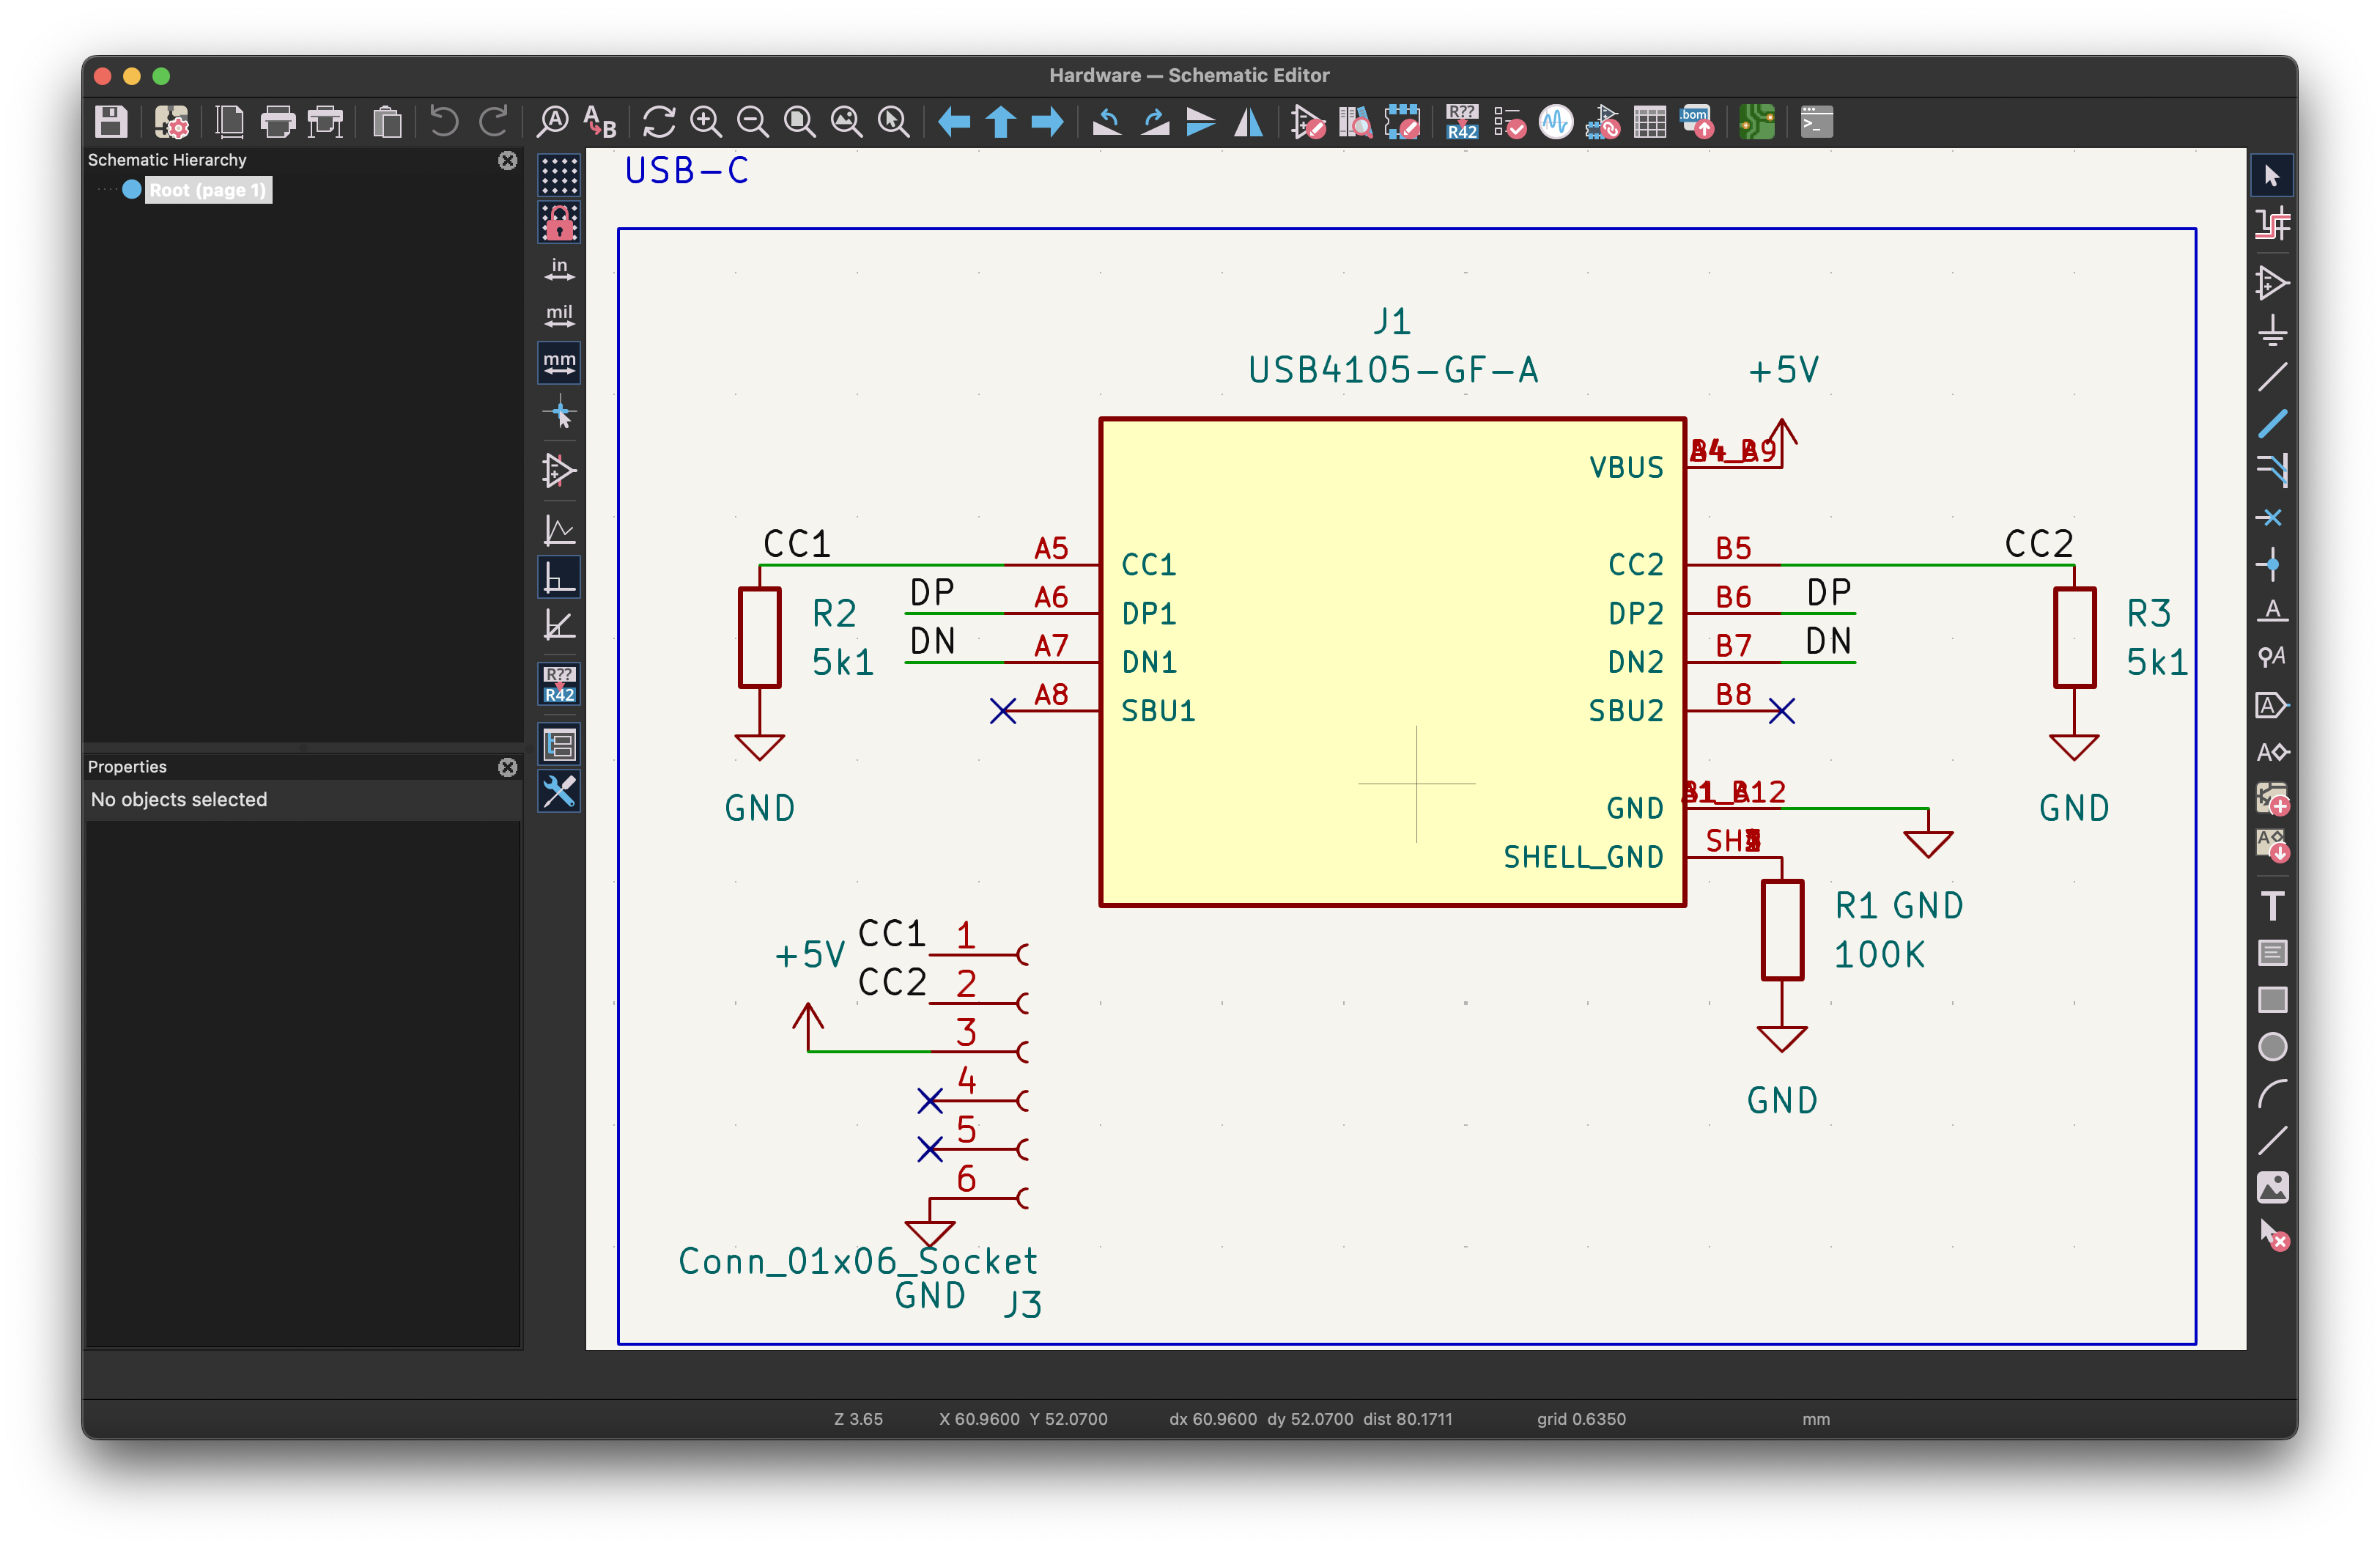 Hardware — Schematic Editor
A
B
R??
R42
.bom
Schematic Hierarchy
Root (page 1)
Properties
No objects selected
in
mil
mm
R??
R42
USB-C
J1
USB4105-GF-A
+5V
VBUS
CC1
A5
CC1
CC2
B5
CC2
DP
A6
DP1
DP2
B6
DP
R2
R3
DN
A7
DN1
DN2
B7
DN
5k1
5k1
A8
SBU1
SBU2
B8
GND
GND
GND
SHELL_GND
R1 GND
100K
GND
+5V
CC1 1
CC2 2
3
4
5
6
Conn_01x06_Socket
GND
J3
A
A
A
A
A
T
Z 3.65
X 60.9600 Y 52.0700
dx 60.9600 dy 52.0700 dist 80.1711
grid 0.6350
mm